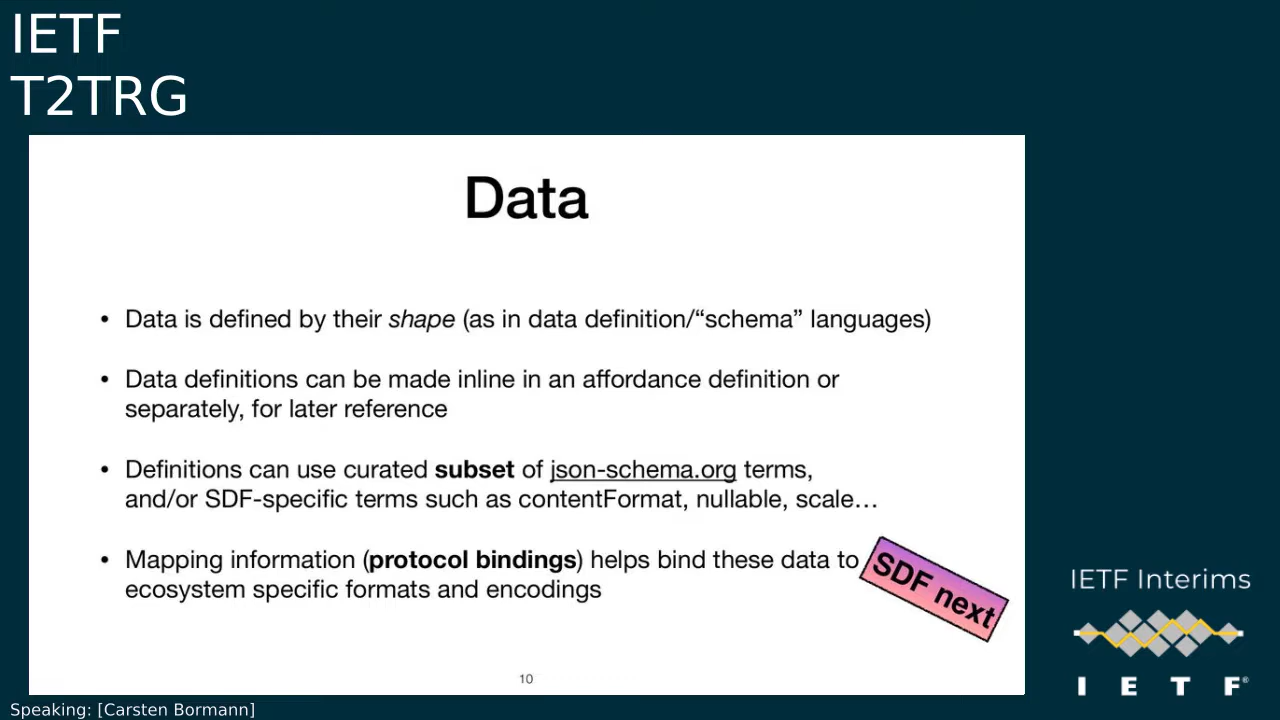 IETF
T2TRG
Data
• Data is defined by their shape (as in data definition/“schema” languages)
• Data definitions can be made inline in an affordance definition or
separately, for later reference
• Definitions can use curated subset of json-schema.org terms,
and/or SDF-specific terms such as contentFormat, nullable, scale…
• Mapping information (protocol bindings) helps bind these data to
ecosystem specific formats and encodings
SDF next
10
IETF Interims
I E T F®
Speaking: [Carsten Bormann]